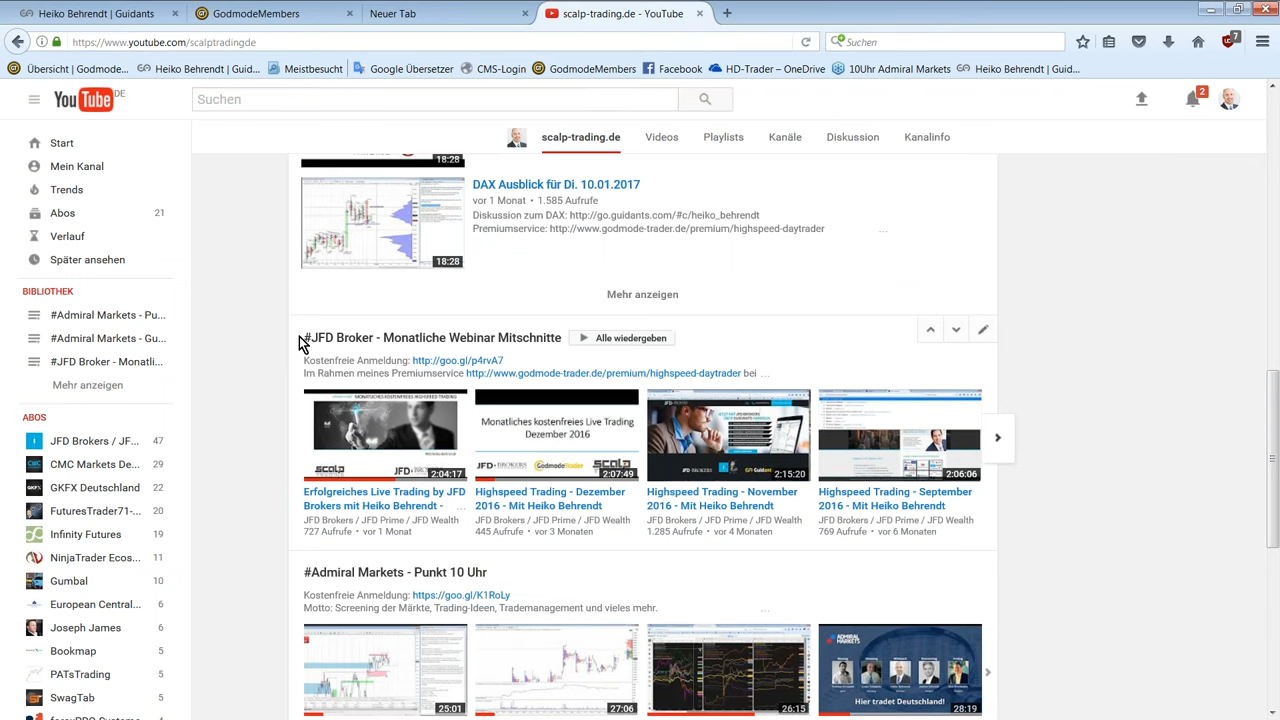 Heiko Behrendt | Guidants
GodmodeMembers
Neuer Tab
scalp-trading.de - YouTube
https://www.youtube.com/scalptradingde
Suchen
7
Übersicht | Godmode...
Heiko Behrendt | Guid...
Meistbesucht
Google Übersetzer
CMS-Login
GodmodeMembers
Facebook
HD-Trader – OneDrive
10Uhr Admiral Markets
Heiko Behrendt | Guid...
YouTube DE
Suchen
2
scalp-trading.de
Videos
Playlists
Kanäle
Diskussion
Kanalinfo
Start
Mein Kanal
Trends
Abos 21
Verlauf
Später ansehen
BIBLIOTHEK
#Admiral Markets - Pu...
#Admiral Markets - Gu...
#JFD Broker - Monatli...
Mehr anzeigen
ABOS
JFD Brokers / JF... 47
CMC Markets De... 29
GKFX Deutschland 22
FuturesTrader71-... 20
Infinity Futures... 19
NinjaTrader Ecos... 11
Gumbal 10
European Central... 6
Joseph James 6
5
PATsTrading 5
5
4
18:28
DAX Ausblick für Di. 10.01.2017
vor 1 Monat • 1.585 Aufrufe
Diskussion zum DAX: http://go.guidants.com/#c/heiko_behrendt
Premiumservice: http://www.godmode-trader.de/premium/highspeed-daytrader ...
18:28
Mehr anzeigen
#JFD Broker - Monatliche Webinar Mitschnitte
Alle wiedergeben
Kostenfreie Anmeldung: http://goo.gl/p4rvA7
Im Rahmen meines Premiumservice http://www.godmode-trader.de/premium/highspeed-daytrader bei ...
MONATLICHES KOSTENFREIES HIGHSPEED TRADING
scalp
JFD
2:04:17
Monatliches kostenfreies Live Trading
Dezember 2016
JFD BROKERS
GodmodeTrader
scalp
2:07:49
2:15:20
2:06:06
Erfolgreiches Live Trading by JFD
Brokers mit Heiko Behrendt - ...
JFD Brokers / JFD Prime / JFD Wealth
727 Aufrufe • vor 1 Monat
Highspeed Trading - Dezember
2016 - Mit Heiko Behrendt
JFD Brokers / JFD Prime / JFD Wealth
445 Aufrufe • vor 3 Monaten
Highspeed Trading - November
2016 - Mit Heiko Behrendt
JFD Brokers / JFD Prime / JFD Wealth
1.285 Aufrufe • vor 4 Monaten
Highspeed Trading - September
2016 - Mit Heiko Behrendt
JFD Brokers / JFD Prime / JFD Wealth
769 Aufrufe • vor 6 Monaten
#Admiral Markets - Punkt 10 Uhr
Kostenfreie Anmeldung: https://goo.gl/K1RoLy
Motto: Screening der Märkte, Trading-Ideen, Trademanagement und vieles mehr. ...
25:01
27:06
26:15
ADMIRAL MARKETS
Hier tradet Deutschland!
28:19